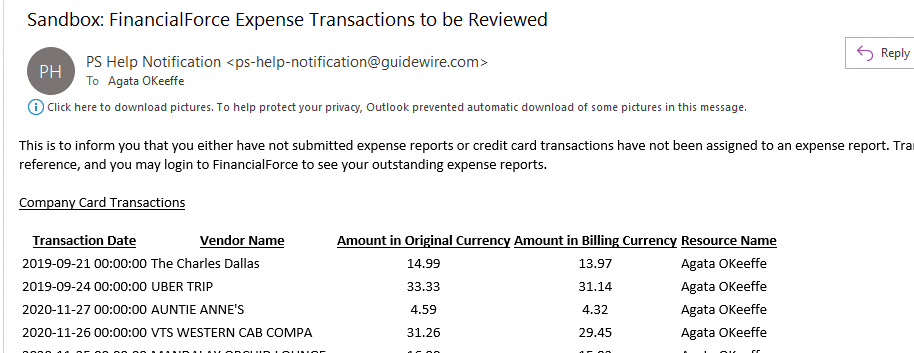 Sandbox: FinancialForce Expense Transactions to be Reviewed
PH
PS Help Notification <ps-help-notification@guidewire.com>
Reply
To Agata OKeeffe
Click here to download pictures. To help protect your privacy, Outlook prevented automatic download of some pictures in this message.
This is to inform you that you either have not submitted expense reports or credit card transactions have not been assigned to an expense report. Tra
reference, and you may login to FinancialForce to see your outstanding expense reports.
Company Card Transactions
Transaction Date Vendor Name Amount in Original Currency Amount in Billing Currency Resource Name
2019-09-21 00:00:00 The Charles Dallas 14.99 13.97 Agata OKeeffe
2019-09-24 00:00:00 UBER TRIP 33.33 31.14 Agata OKeeffe
2020-11-27 00:00:00 AUNTIE ANNE'S 4.59 4.32 Agata OKeeffe
2020-11-26 00:00:00 VTS WESTERN CAB COMPA 31.26 29.45 Agata OKeeffe